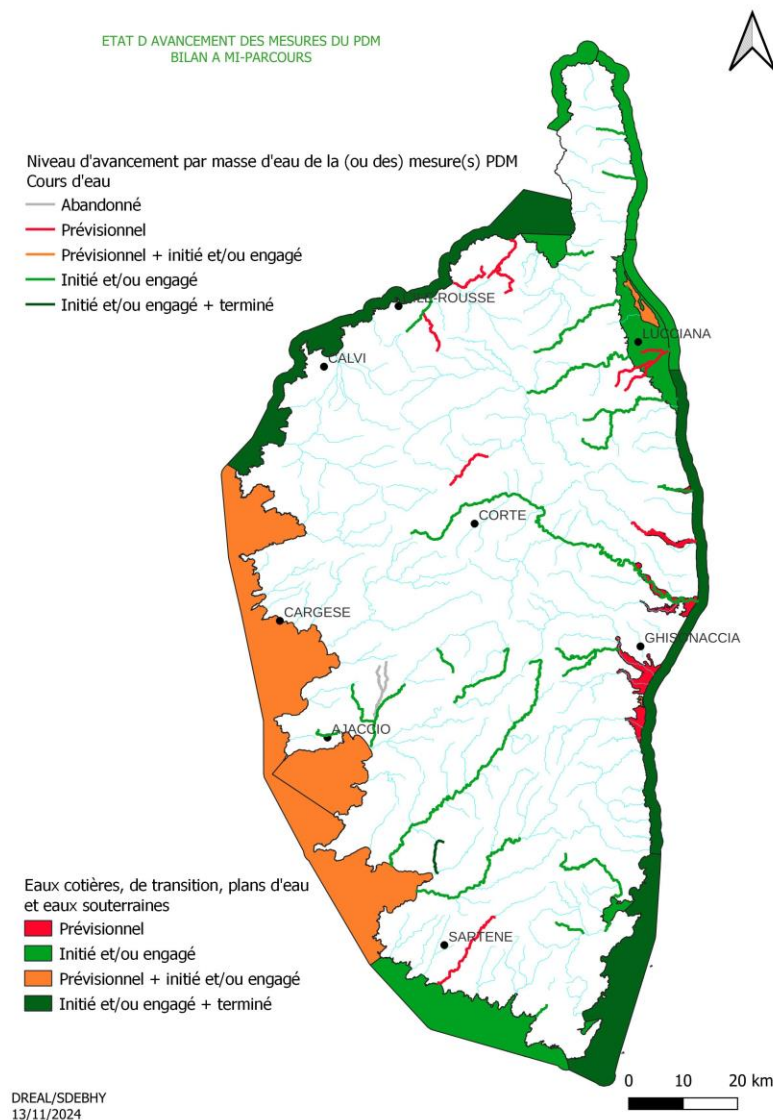 ETAT D AVANCEMENT DES MESURES DU PDM
BILAN A MI-PARCOURS
Niveau d'avancement par masse d'eau de la (ou des) mesure(s) PDM
Cours d'eau
Abandonné
Prévisionnel
Prévisionnel + initié et/ou engagé
Initié et/ou engagé
Initié et/ou engagé + terminé
LUCCIANA
CALVI
CORTE
CARGESE
AJACCIO
SARTENE
Eaux cotières, de transition, plans d'eau
et eaux souterraines
Prévisionnel
Initié et/ou engagé
Prévisionnel + initié et/ou engagé
Initié et/ou engagé + terminé
DREAL/SDEBHY
13/11/2024
0 10 20 km